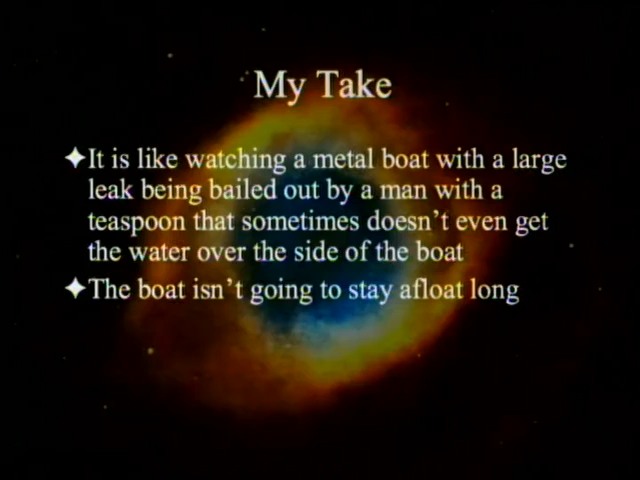 My Take
✦It is like watching a metal boat with a large
leak being bailed out by a man with a
teaspoon that sometimes doesn't even get
the water over the side of the boat
✦The boat isn't going to stay afloat long